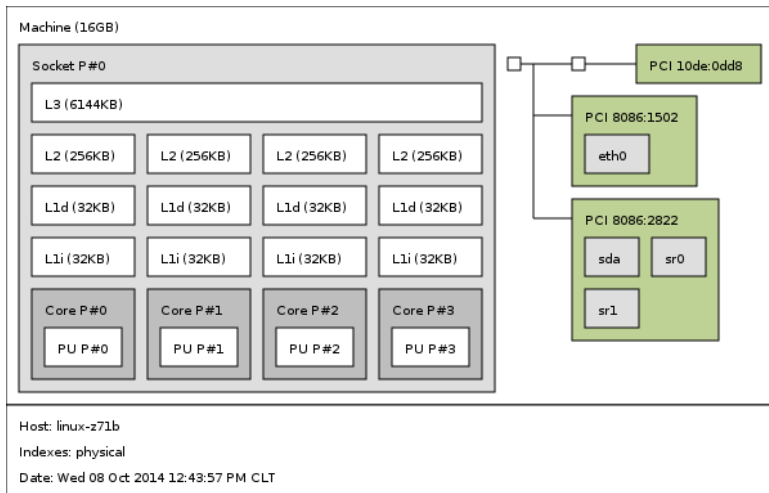 Machine (16GB)
Socket P#0
L3 (6144KB)
L2 (256KB) L2 (256KB) L2 (256KB) L2 (256KB)
L1d (32KB) L1d (32KB) L1d (32KB) L1d (32KB)
L1i (32KB) L1i (32KB) L1i (32KB) L1i (32KB)
Core P#0 Core P#1 Core P#2 Core P#3
PU P#0 PU P#1 PU P#2 PU P#3
PCI 10de:0dd8
PCI 8086:1502
eth0
PCI 8086:2822
sda sr0
sr1
Host: linux-z71b
Indexes: physical
Date: Wed 08 Oct 2014 12:43:57 PM CLT